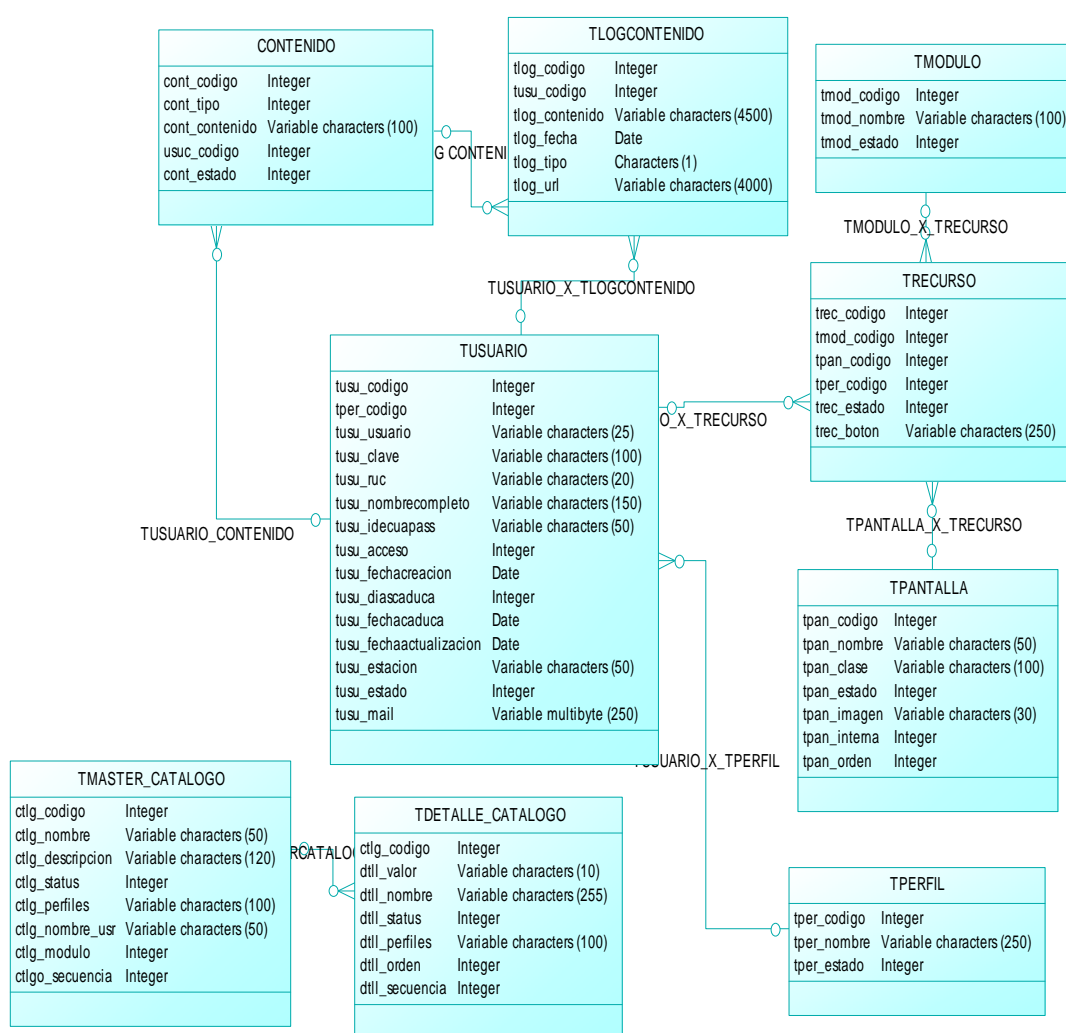 CONTENIDO
cont_codigo Integer
cont_tipo Integer
cont_contenido Variable characters (100)
usuc_codigo Integer
cont_estado Integer
TLOGCONTENIDO
tlog_codigo Integer
tusu_codigo Integer
tlog_contenido Variable characters (4500)
tlog_fecha Date
tlog_tipo Characters (1)
tlog_url Variable characters (4000)
TMODULO
tmod_codigo Integer
tmod_nombre Variable characters (100)
tmod_estado Integer
G CONTENI
TMODULO_X_TRECURSO
TUSUARIO_X_TLOGCONTENIDO
TRECURSO
trec_codigo Integer
tmod_codigo Integer
tpan_codigo Integer
tper_codigo Integer
trec_estado Integer
trec_boton Variable characters (250)
TUSUARIO
tusu_codigo Integer
tper_codigo Integer
tusu_usuario Variable characters (25)
tusu_clave Variable characters (100)
tusu_ruc Variable characters (20)
tusu_nombrecompleto Variable characters (150)
tusu_idecuapass Variable characters (50)
tusu_acceso Integer
tusu_fechacreacion Date
tusu_diascaduca Integer
tusu_fechacaduca Date
tusu_fechaactualizacion Date
tusu_estacion Variable characters (50)
tusu_estado Integer
tusu_mail Variable multibyte (250)
O_X_TRECURSO
TUSUARIO_CONTENIDO
TPANTALLA_X_TRECURSO
TPANTALLA
tpan_codigo Integer
tpan_nombre Variable characters (50)
tpan_clase Variable characters (100)
tpan_estado Integer
tpan_imagen Variable characters (30)
tpan_interna Integer
tpan_orden Integer
TUSUARIO_X_TPERFIL
TMASTER_CATALOGO
ctlg_codigo Integer
ctlg_nombre Variable characters (50)
ctlg_descripcion Variable characters (120)
ctlg_status Integer
ctlg_perfiles Variable characters (100)
ctlg_nombre_usr Variable characters (50)
ctlg_modulo Integer
ctlgo_secuencia Integer
RCATALOG
TDETALLE_CATALOGO
ctlg_codigo Integer
dtll_valor Variable characters (10)
dtll_nombre Variable characters (255)
dtll_status Integer
dtll_perfiles Variable characters (100)
dtll_orden Integer
dtll_secuencia Integer
TPERFIL
tper_codigo Integer
tper_nombre Variable characters (250)
tper_estado Integer